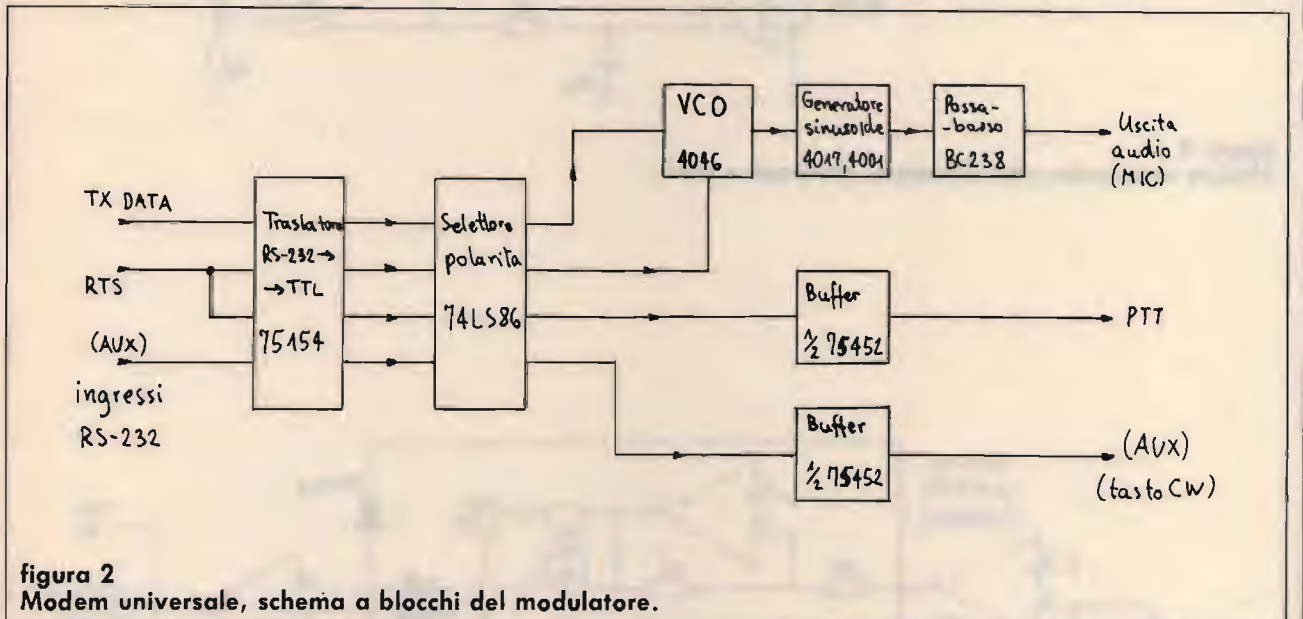 TX DATA
RTS
(AUX)
ingressi
RS-232
Traslatore
RS-232→
→TTL
75154
Selettore
polarità
74LS86
VCO
4046
Generatore
sinusoide
4017, 4001
Passa-
-basso
BC238
Uscita
audio
(MIC)
Buffer
1/2 75452
PTT
Buffer
1/2 75452
(AUX)
(tasto CW)
figura 2
Modem universale, schema a blocchi del modulatore.